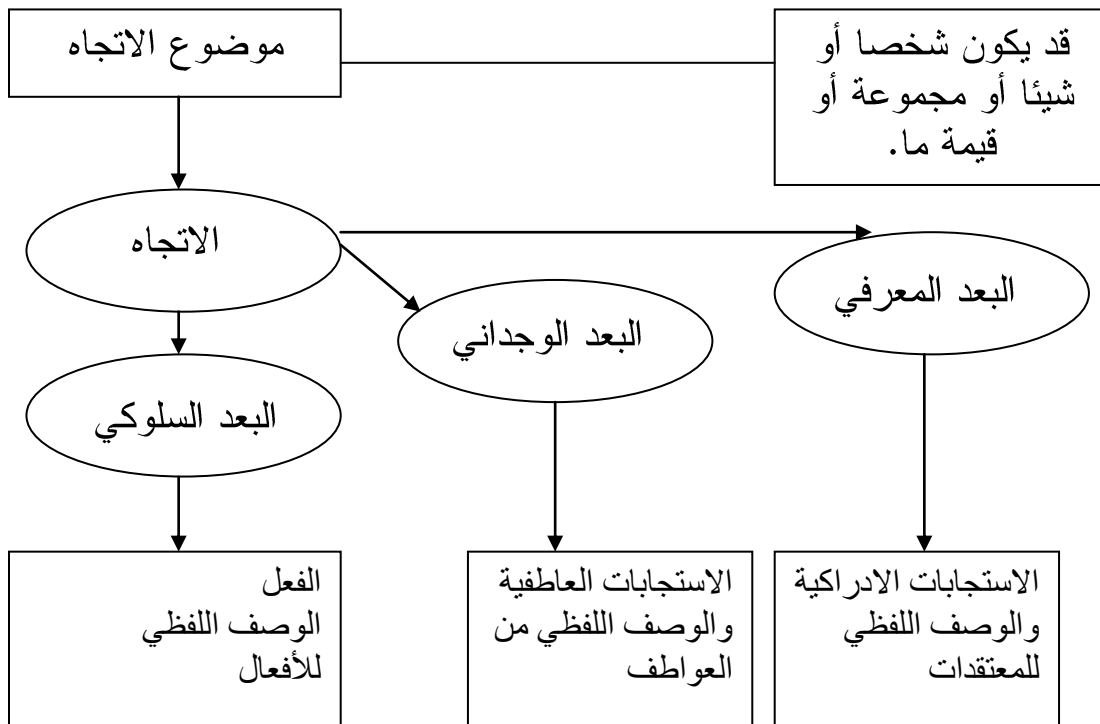 موضوع الاتجاه
قد يكون شخصا أو
شيئا أو مجموعة أو
قيمة ما.
الاتجاه
البعد المعرفي
البعد الوجداني
البعد السلوكي
الاستجابات الادراكية
والوصف اللفظي
للمعتقدات
الاستجابات العاطفية
والوصف اللفظي من
العواطف
الفعل
الوصف اللفظي
للأفعال